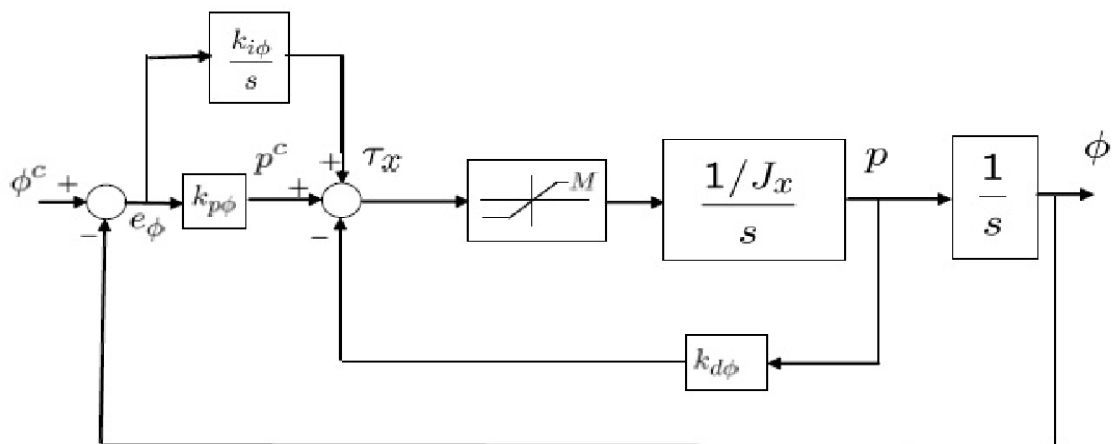 k_{iφ}
s
φ^c +
−
e_φ
k_{pφ}
p^c
+
+
−
τ_x
M
1/J_x
s
p
1
s
φ
k_{dφ}